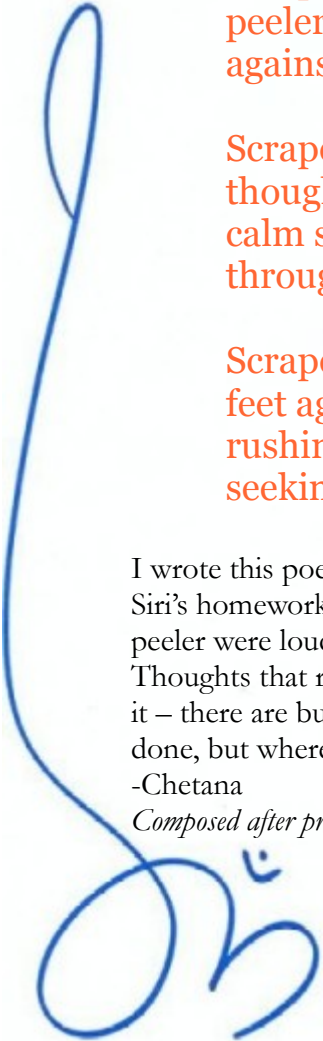 peeler
agains
Scrape
though
calm s
throug
Scrape
feet ag
rushin
seekin
I wrote this poe
Siri's homework
peeler were loud
Thoughts that r
it – there are bu
done, but where
-Chetana
Composed after pr